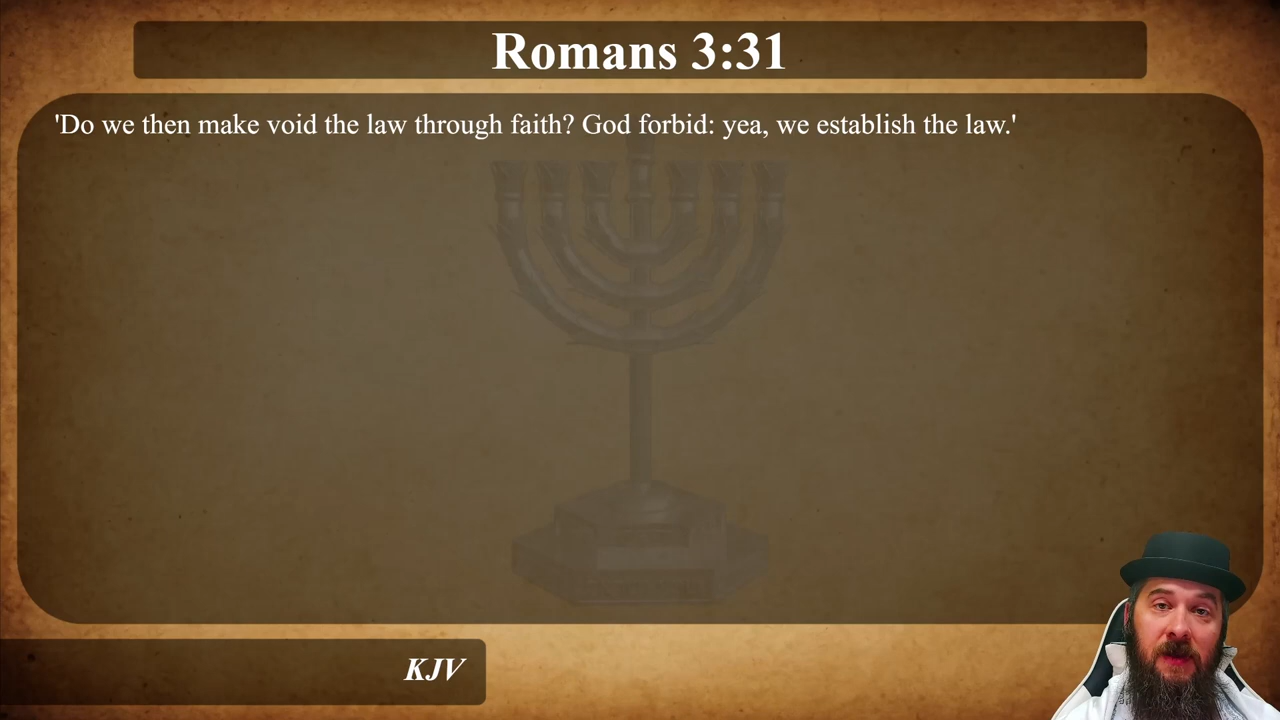 Romans 3:31
'Do we then make void the law through faith? God forbid: yea, we establish the law.'
KJV